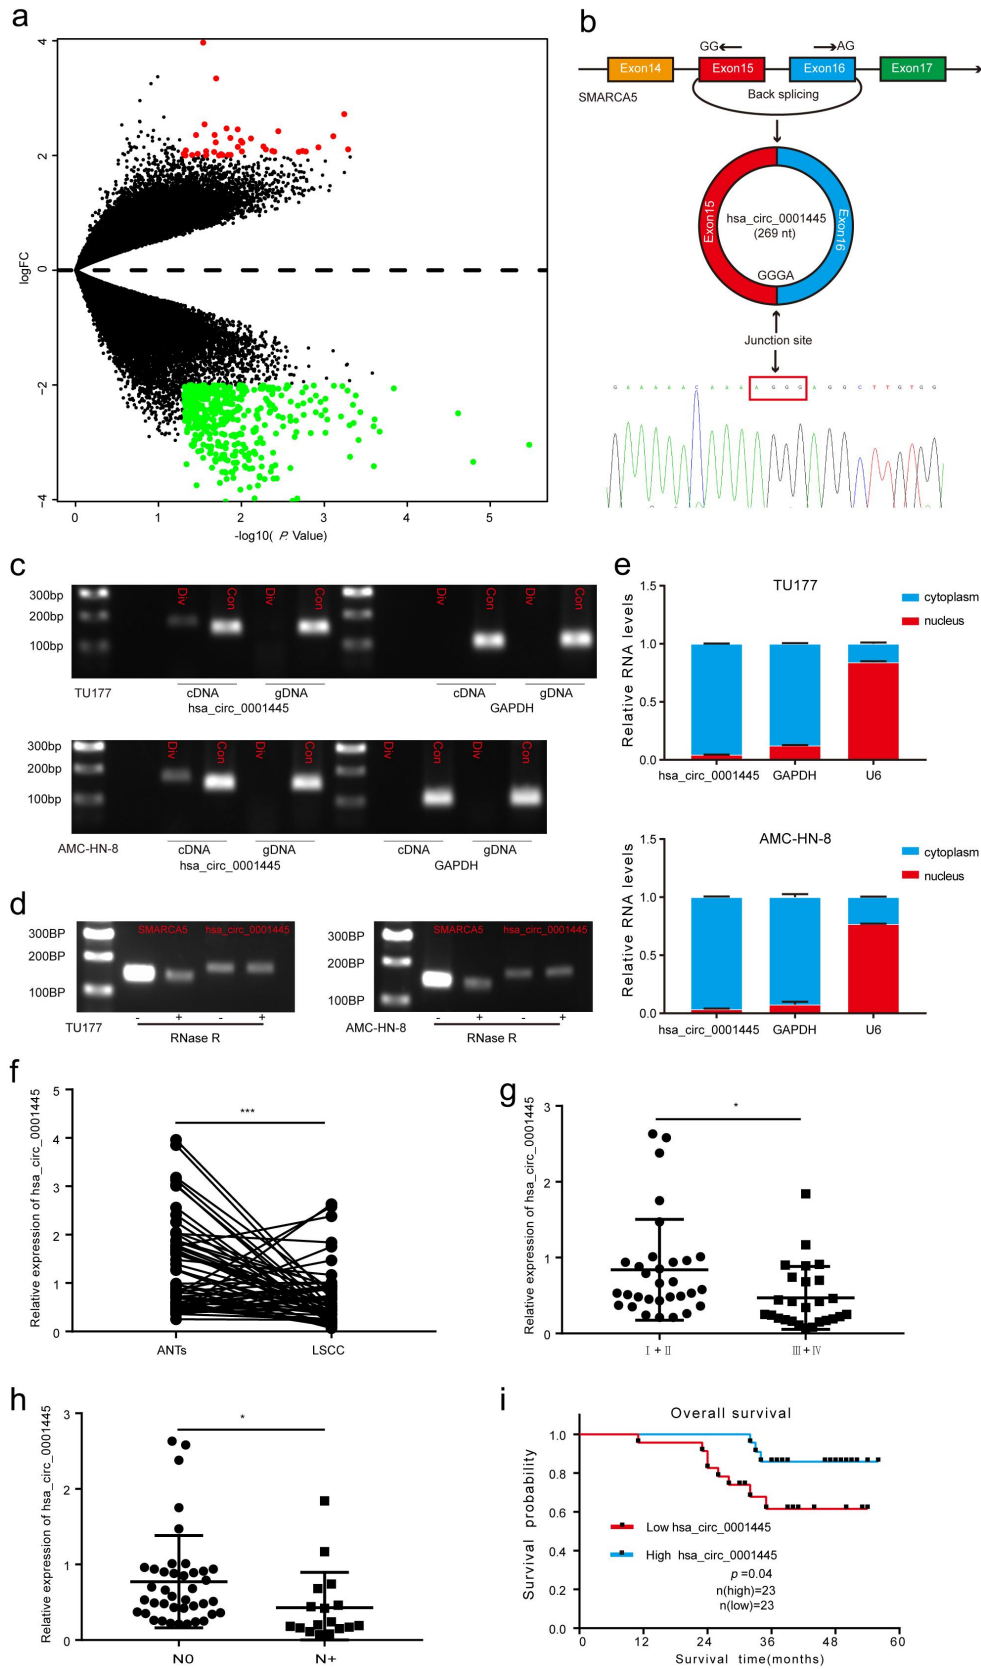 a
4
2
0
-2
-4
logFC
0 1 2 3 4 5
-log10( P. Value)
b
GG AG
Exon14 Exon15 Exon16 Exon17
SMARCA5
Back splicing
Exon15
hsa_circ_0001445
(269 nt)
Exon16
GGGA
Junction site
G A A A A A C A A A A G G G A G G C T T G T G G
c
300bp
200bp
100bp
Div Con Div Con Div Con Div Con
TU177
cDNA gDNA cDNA gDNA
hsa_circ_0001445 GAPDH
300bp
200bp
100bp
Div Con Div Con Div Con Div Con
AMC-HN-8
cDNA gDNA cDNA gDNA
hsa_circ_0001445 GAPDH
d
300BP
200BP
100BP
SMARCA5 hsa_circ_0001445
- + - +
TU177
RNase R
300BP
200BP
100BP
SMARCA5 hsa_circ_0001445
- + - +
AMC-HN-8
RNase R
e
TU177
cytoplasm
nucleus
Relative RNA levels
1.5
1.0
0.5
0.0
hsa_circ_0001445 GAPDH U6
AMC-HN-8
cytoplasm
nucleus
Relative RNA levels
1.5
1.0
0.5
0.0
hsa_circ_0001445 GAPDH U6
f
Relative expression of hsa_circ_0001445
5
4
3
2
1
0
***
ANTs LSCC
g
Relative expression of hsa_circ_0001445
3
2
1
0
*
Ⅰ+Ⅱ Ⅲ+Ⅳ
h
Relative expression of hsa_circ_0001445
3
2
1
0
*
N0 N+
i
Overall survival
Survival probability
1.0
0.8
0.6
0.4
0.2
0.0
Low hsa_circ_0001445
High hsa_circ_0001445
p =0.04
n(high)=23
n(low)=23
0 12 24 36 48 60
Survival time(months)